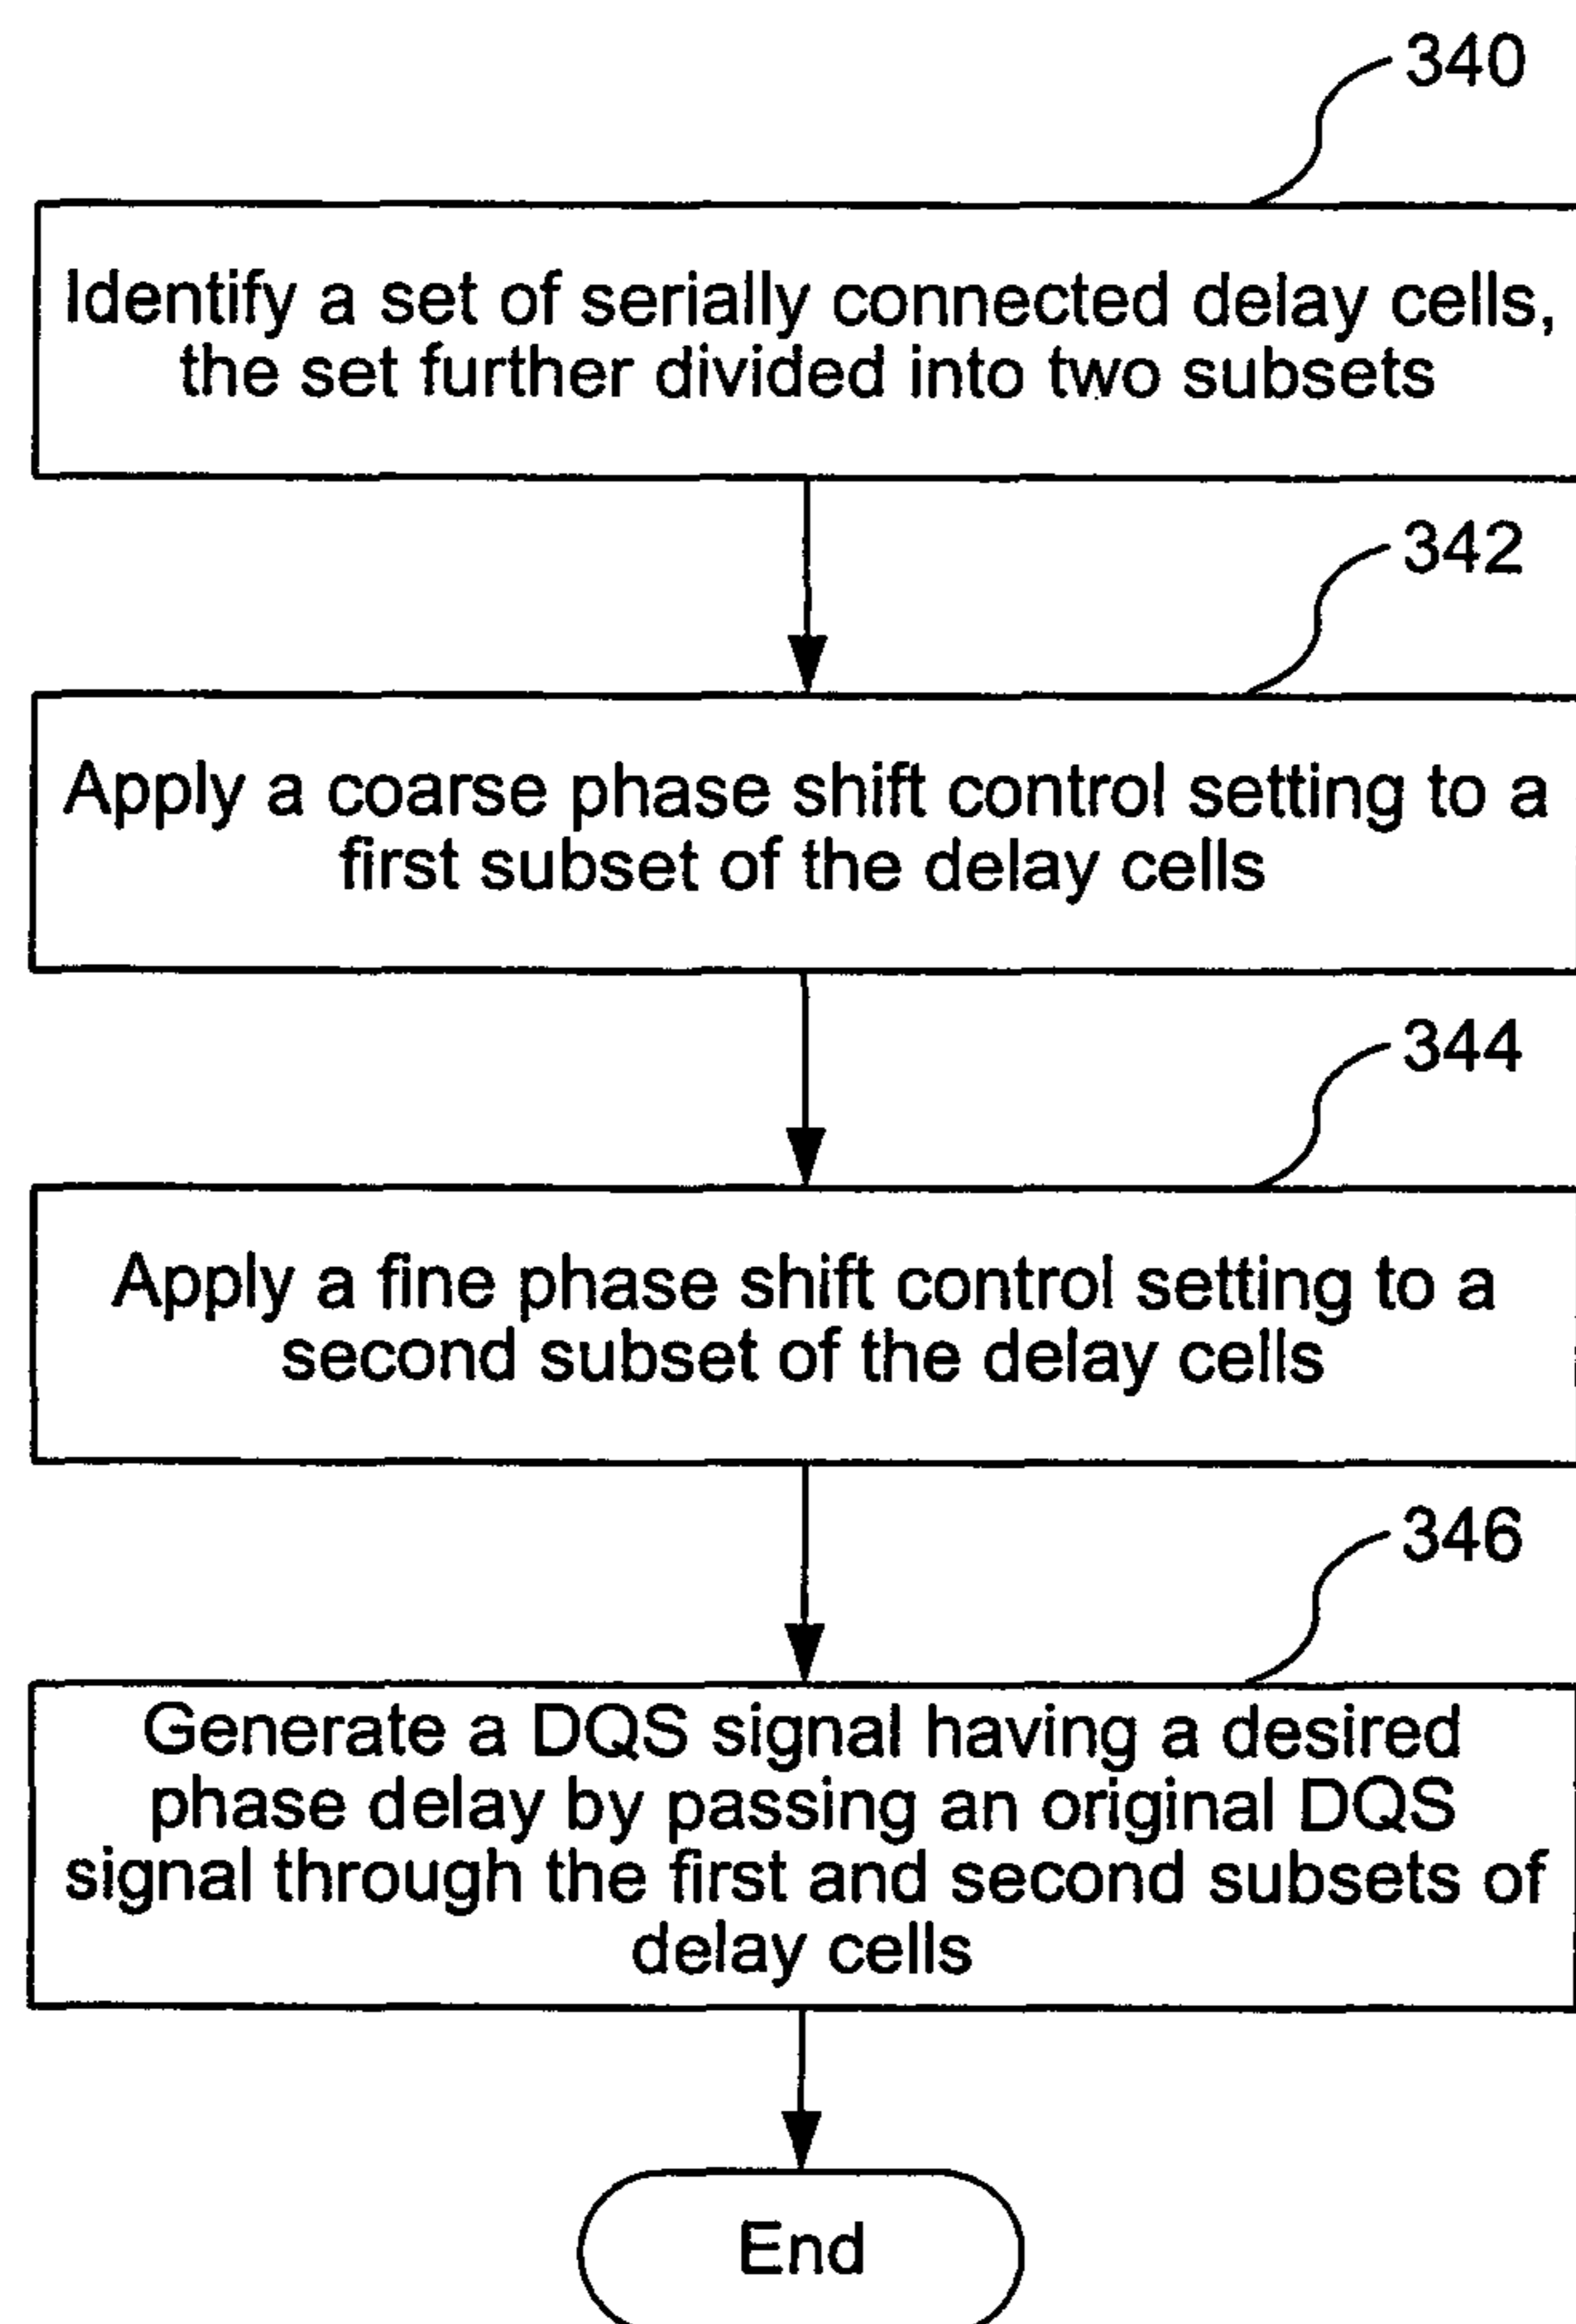 340
Identify a set of serially connected delay cells,
the set further divided into two subsets
342
Apply a coarse phase shift control setting to a
first subset of the delay cells
344
Apply a fine phase shift control setting to a
second subset of the delay cells
346
Generate a DQS signal having a desired
phase delay by passing an original DQS
signal through the first and second subsets of
delay cells
End